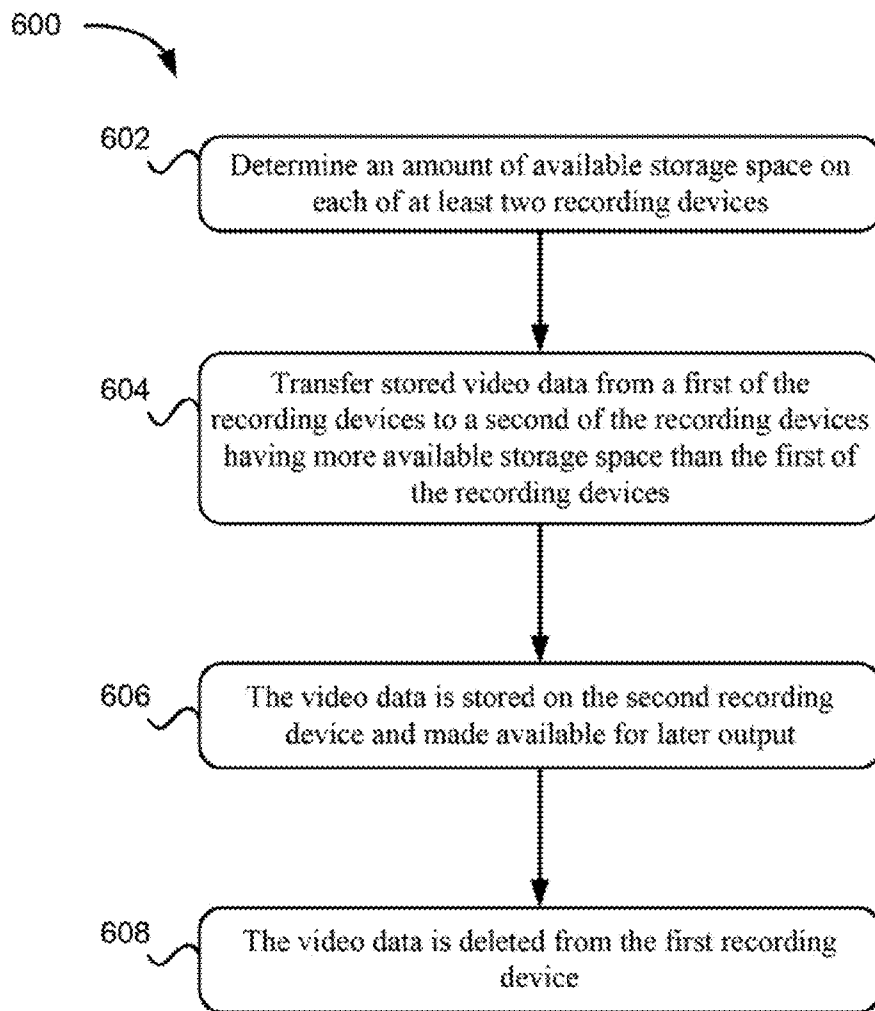 600
602
Determine an amount of available storage space on
each of at least two recording devices
604
Transfer stored video data from a first of the
recording devices to a second of the recording devices
having more available storage space than the first of
the recording devices
606
The video data is stored on the second recording
device and made available for later output
608
The video data is deleted from the first recording
device